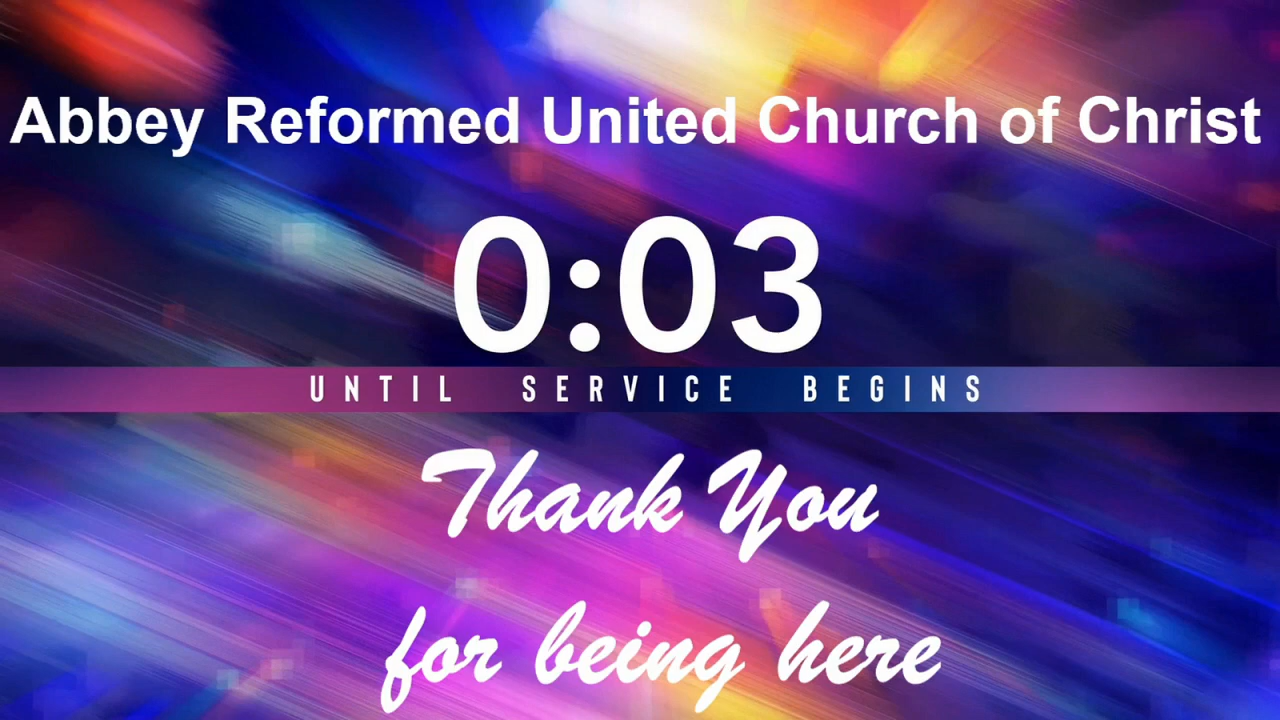 Abbey Reformed United Church of Christ
0:03
UNTIL SERVICE BEGINS
Thank You
for being here